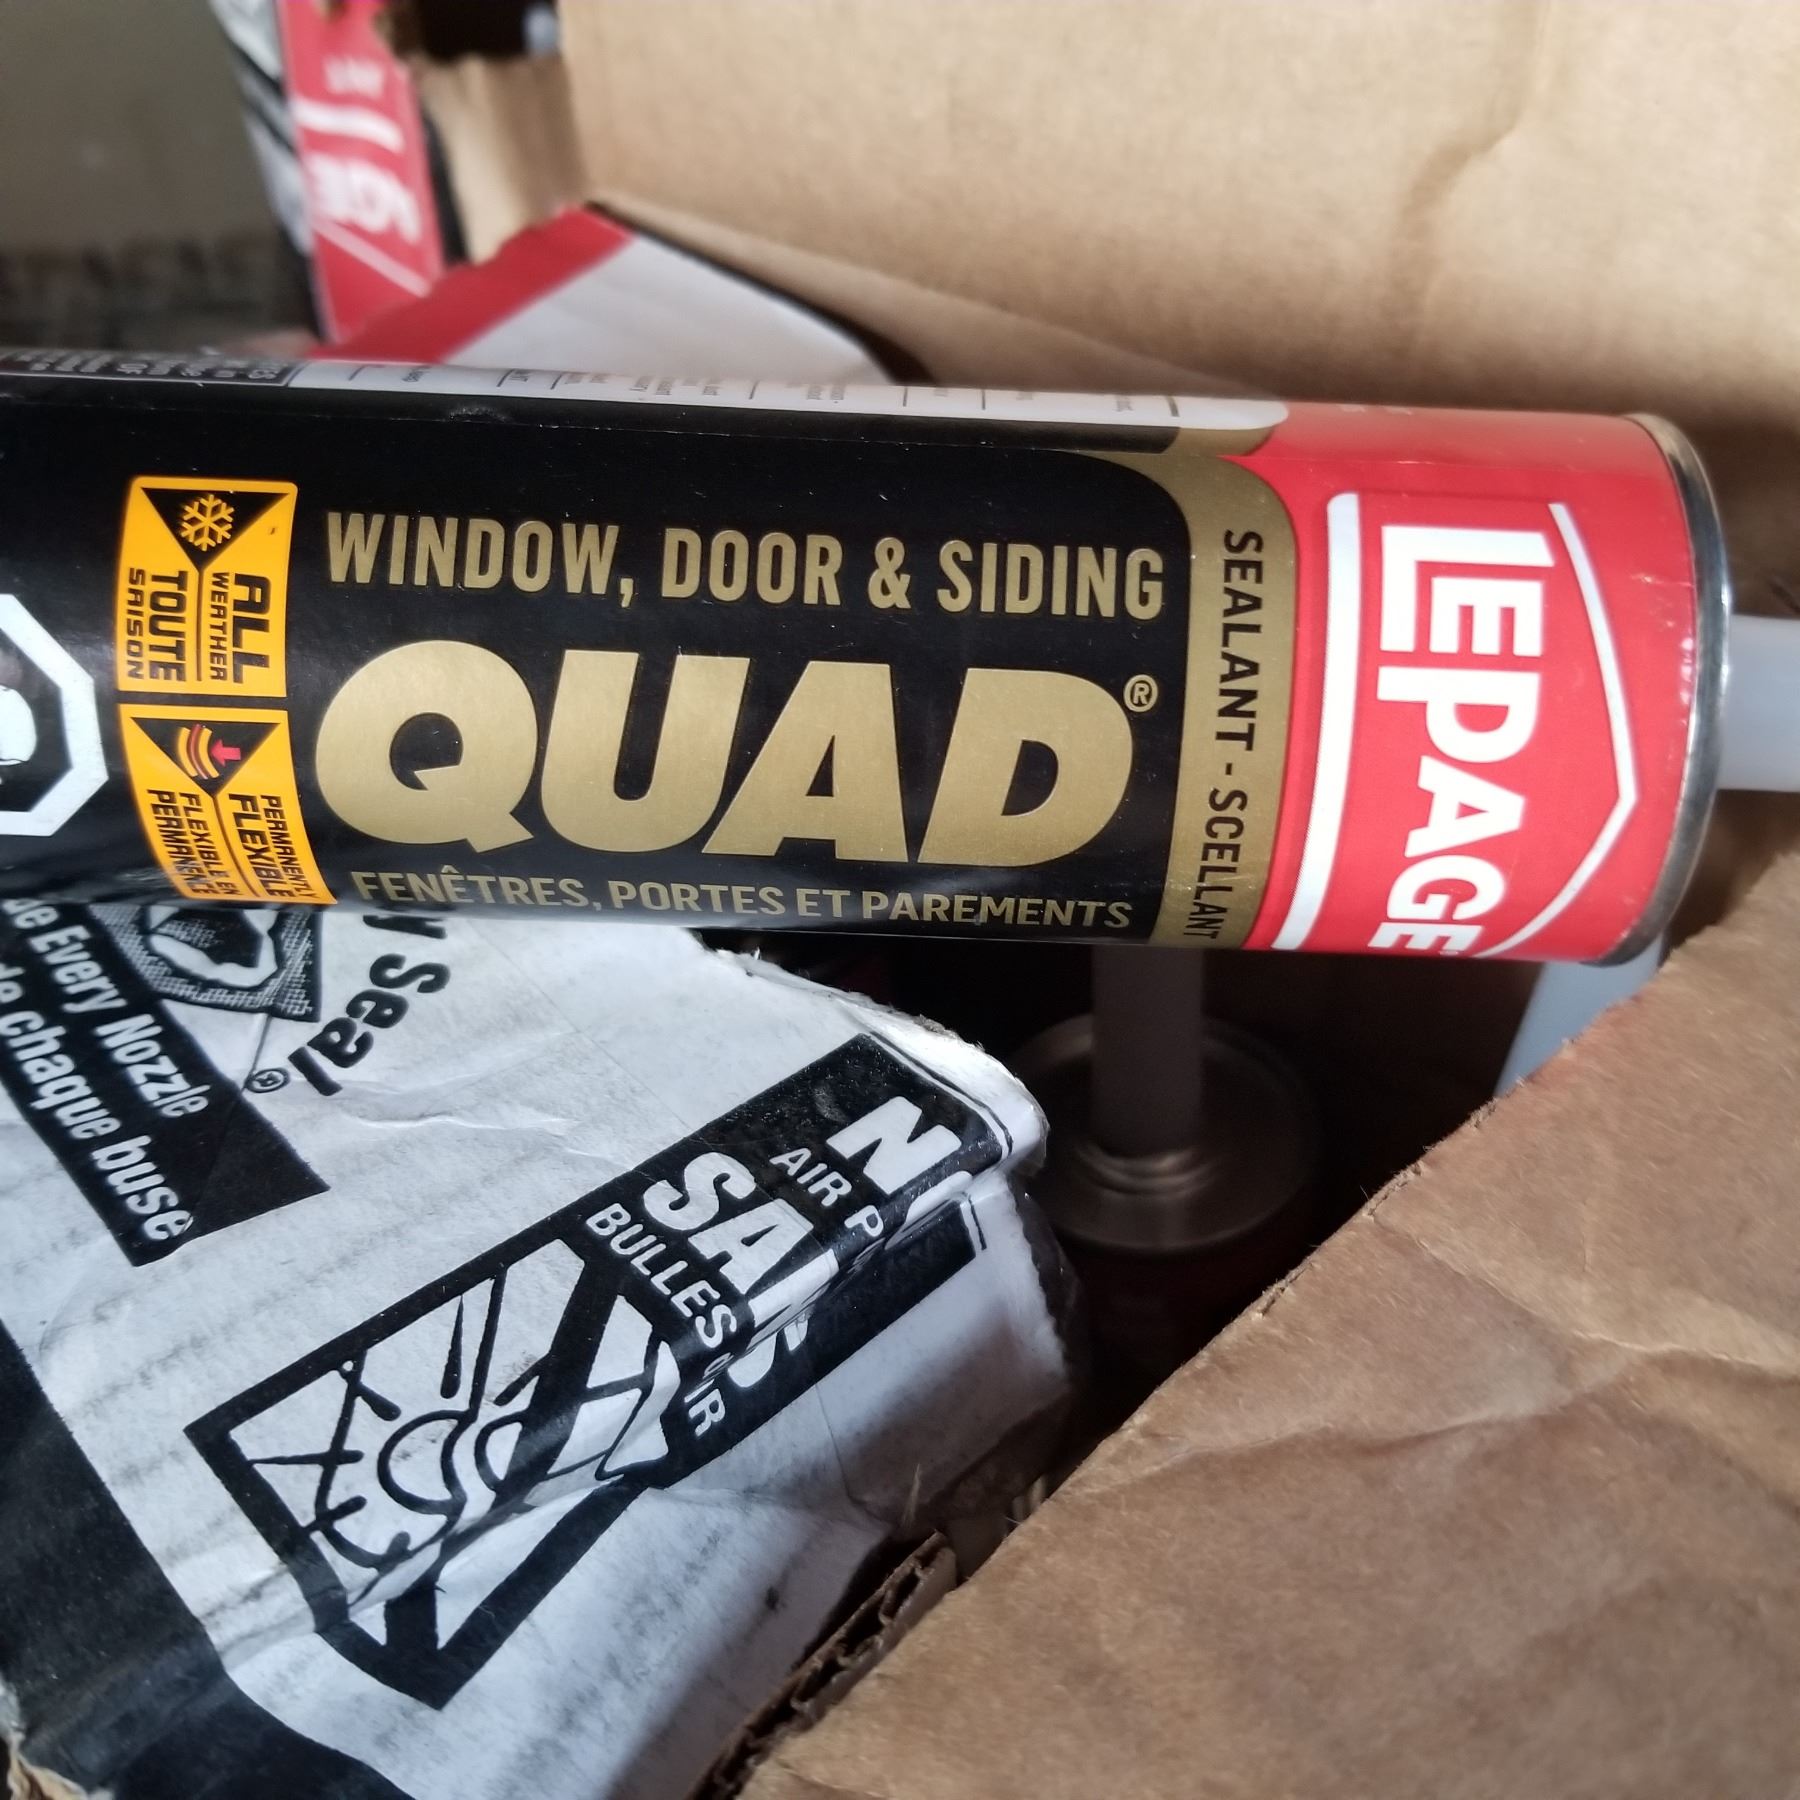 WINDOW, DOOR & SIDING
QUAD®
FENÊTRES, PORTES ET PAREMENTS
SEALANT - SCELLANT
LEPAGE
ALL
WEATHER
TOUTE
SAISON
PERMANENTLY
FLEXIBLE
FLEXIBLE EN
PERMANENCE
Seal®
Every Nozzle
de chaque buse
AIR
BULLES d'AIR